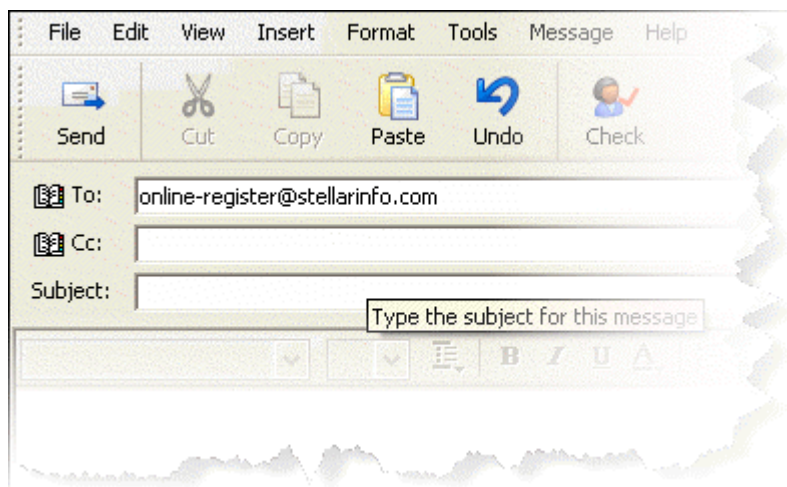 File Edit View Insert Format Tools Message Help
Send Cut Copy Paste Undo Check
To: online-register@stellarinfo.com
Cc:
Subject:
Type the subject for this message
B I U A